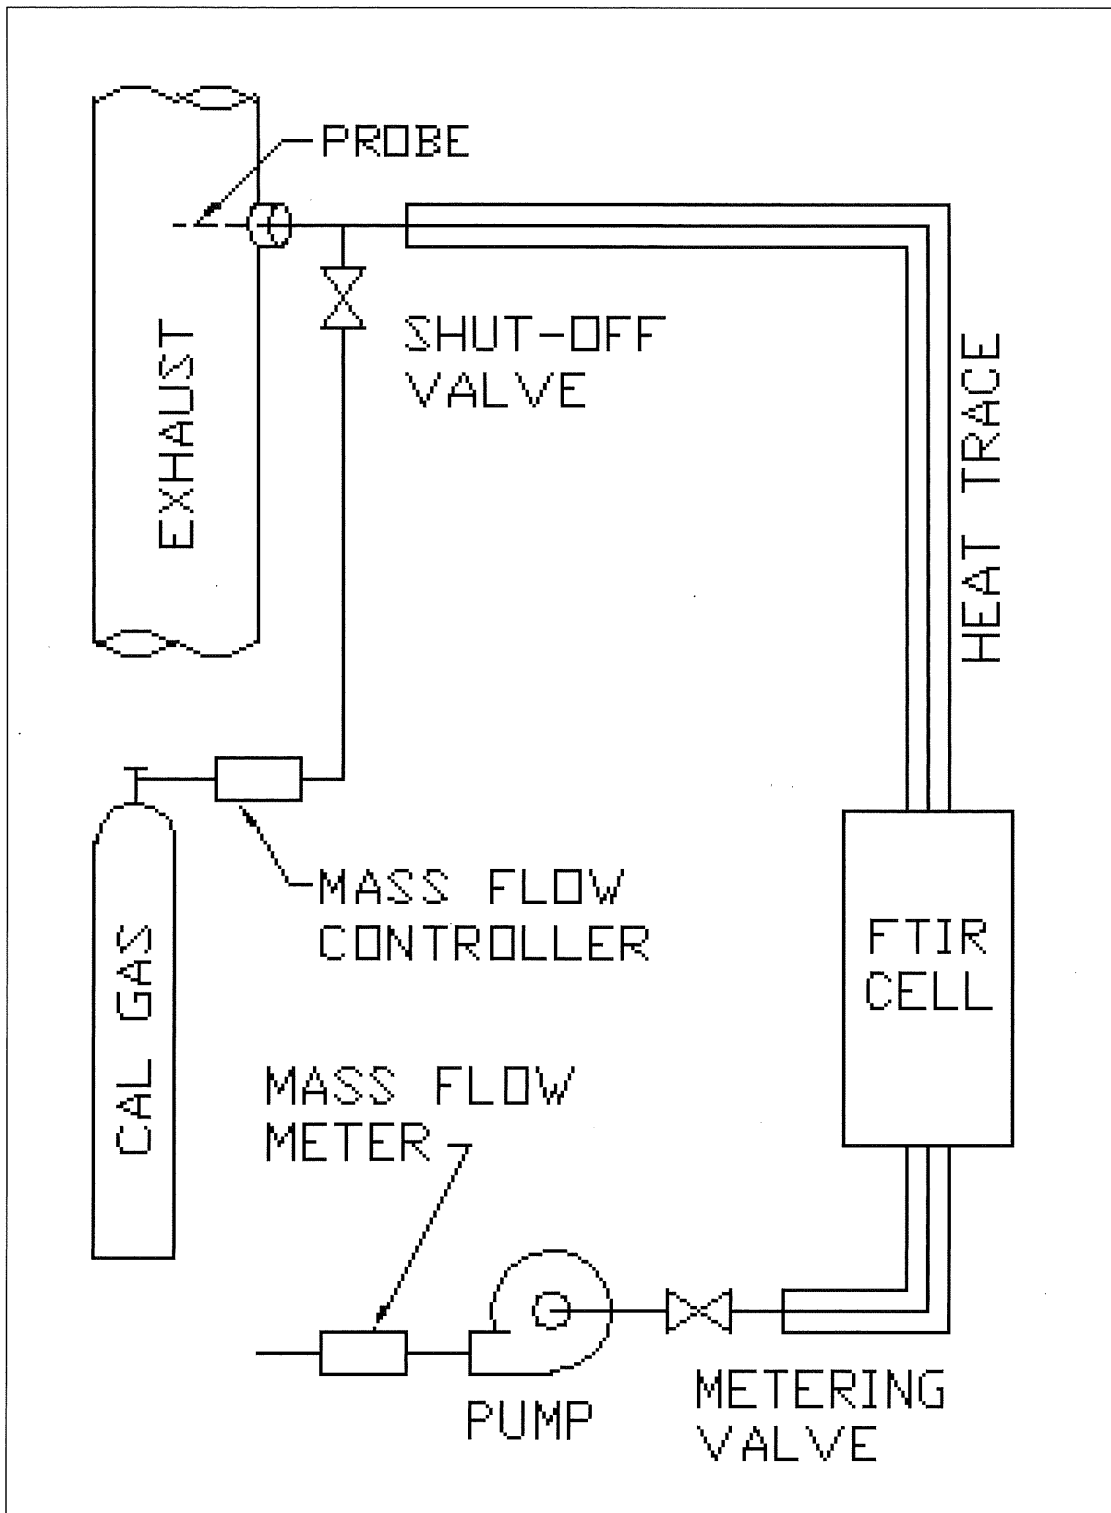 PROBE
SHUT-OFF
VALVE
EXHAUST
HEAT TRACE
MASS FLOW
CONTROLLER
CAL GAS
FTIR
CELL
MASS FLOW
METER
PUMP
METERING
VALVE